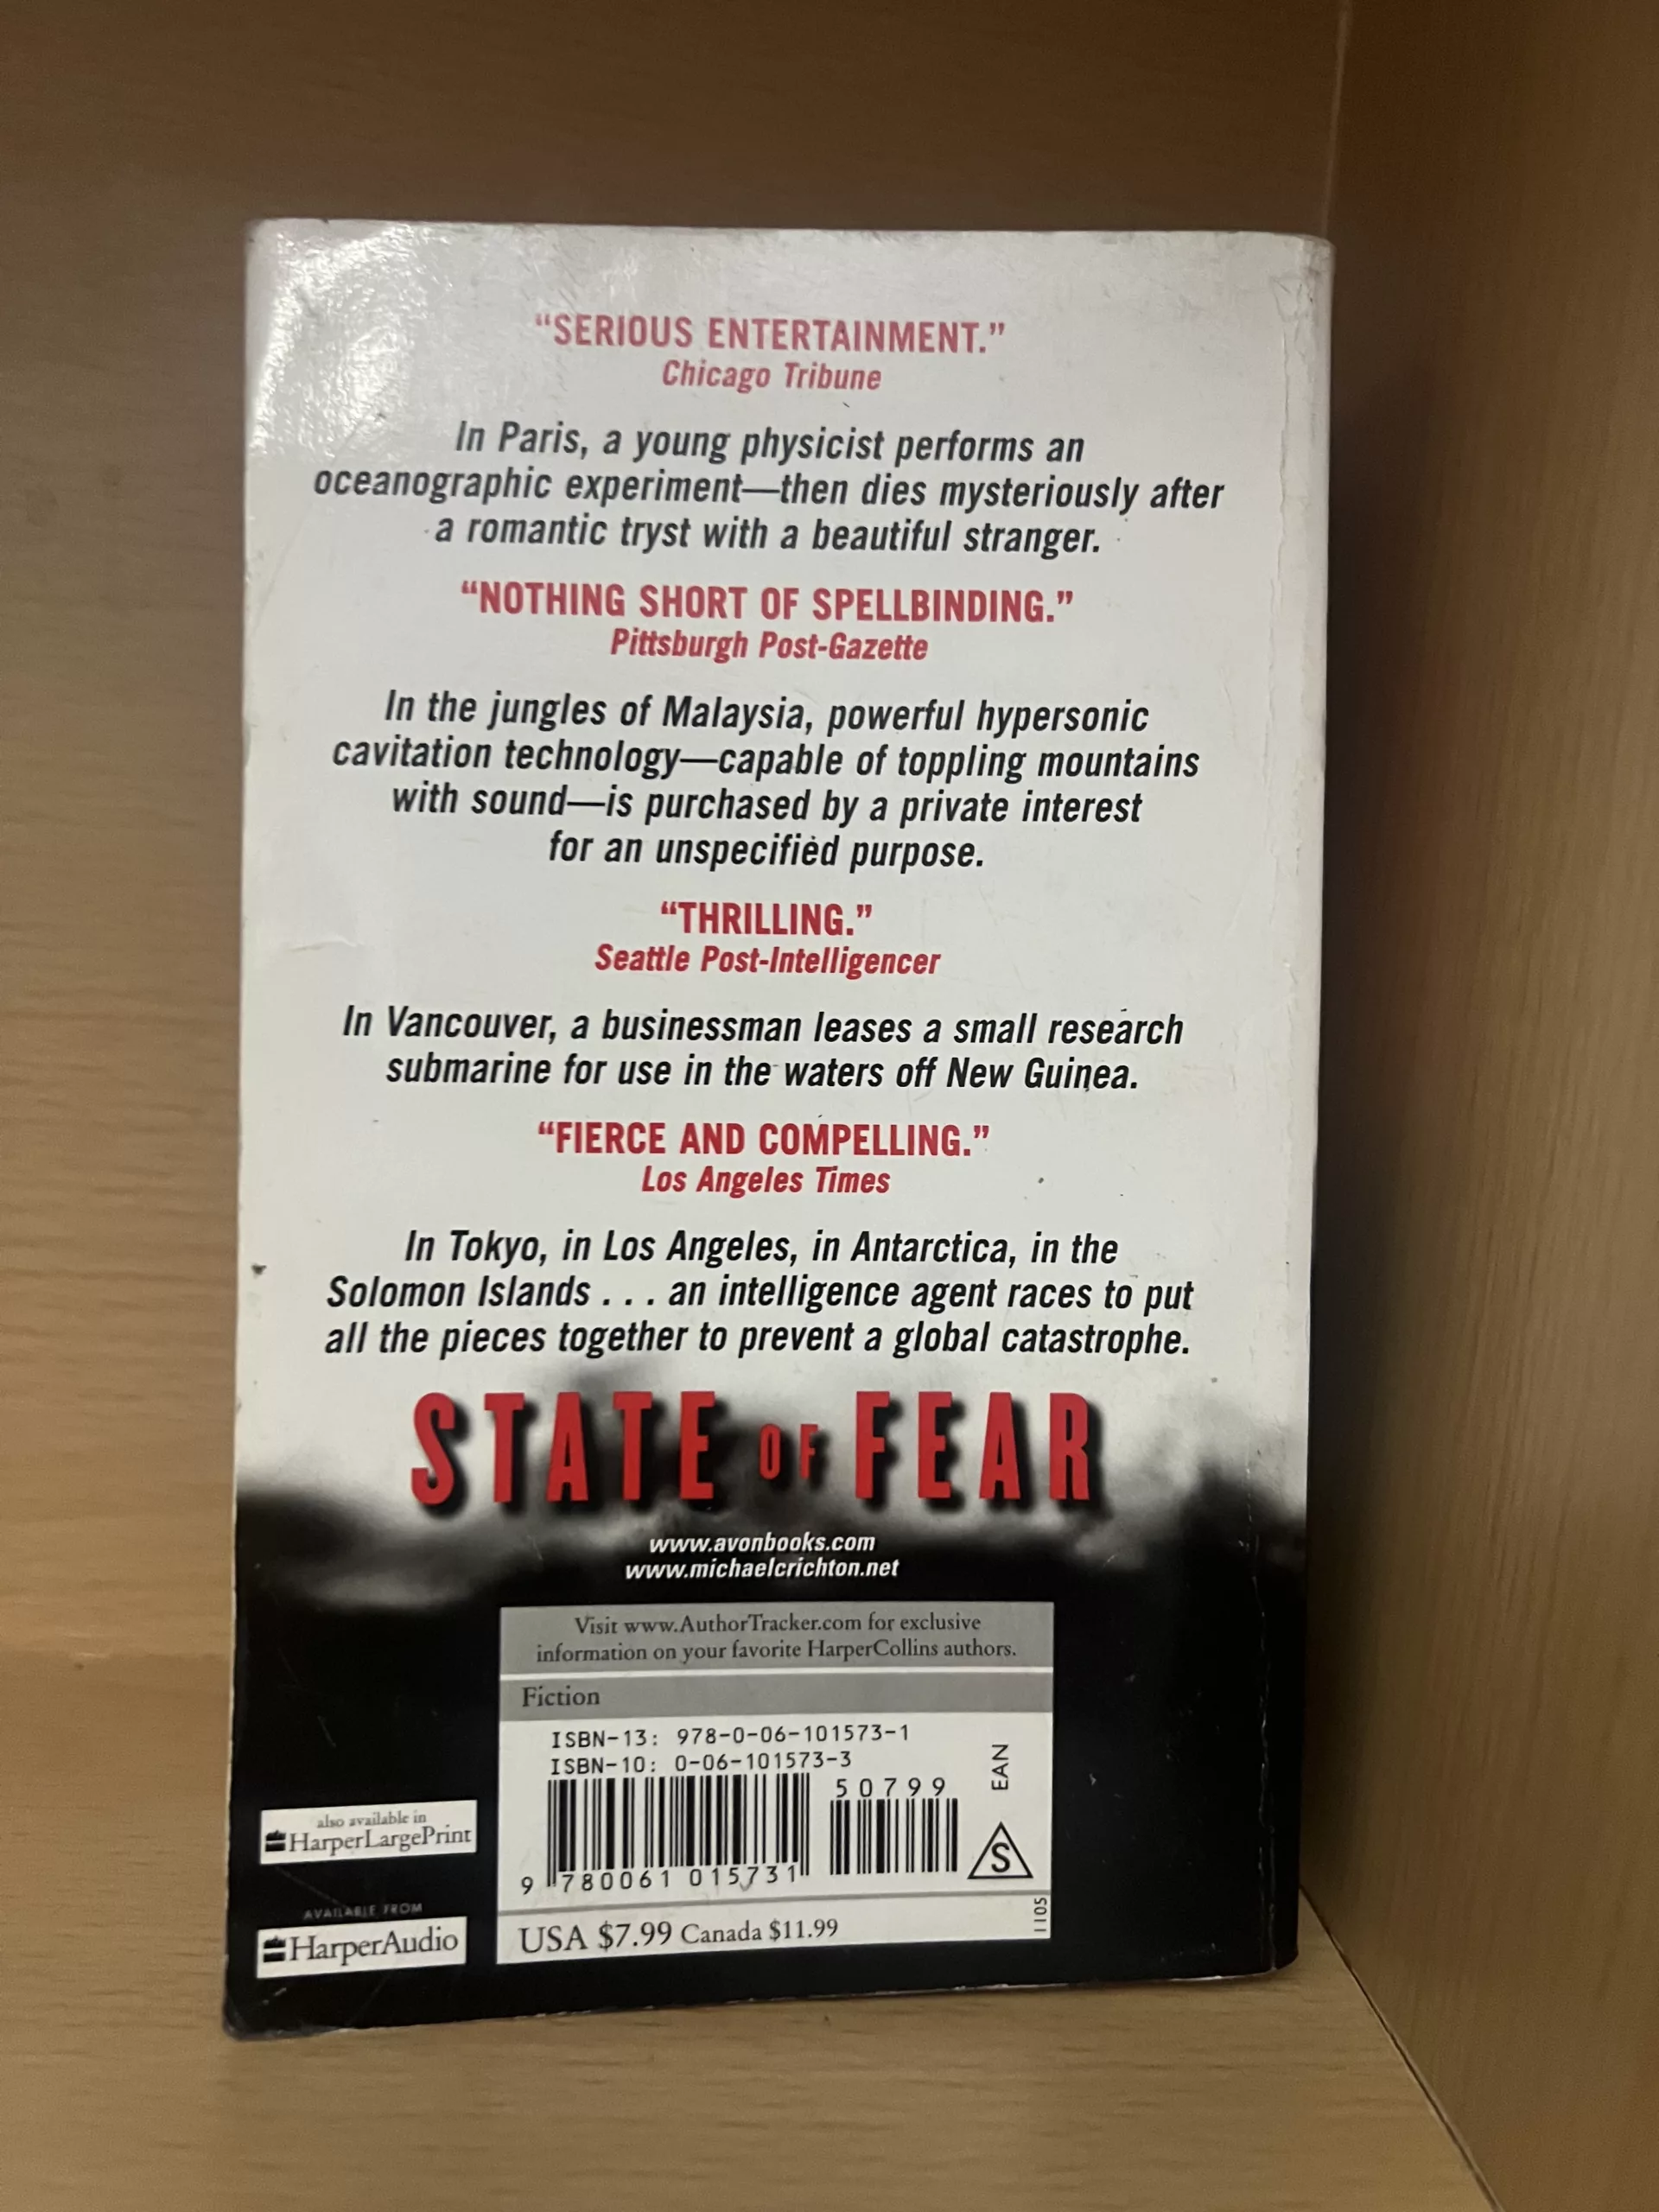 “SERIOUS ENTERTAINMENT.”
Chicago Tribune
In Paris, a young physicist performs an
oceanographic experiment—then dies mysteriously after
a romantic tryst with a beautiful stranger.
“NOTHING SHORT OF SPELLBINDING.”
Pittsburgh Post-Gazette
In the jungles of Malaysia, powerful hypersonic
cavitation technology—capable of toppling mountains
with sound—is purchased by a private interest
for an unspecified purpose.
“THRILLING.”
Seattle Post-Intelligencer
In Vancouver, a businessman leases a small research
submarine for use in the waters off New Guinea.
“FIERCE AND COMPELLING.”
Los Angeles Times
In Tokyo, in Los Angeles, in Antarctica, in the
Solomon Islands . . . an intelligence agent races to put
all the pieces together to prevent a global catastrophe.
STATE OF FEAR
www.avonbooks.com
www.michaelcrichton.net
Visit www.AuthorTracker.com for exclusive
information on your favorite HarperCollins authors.
Fiction
ISBN-13: 978-0-06-101573-1
ISBN-10: 0-06-101573-3
50799
EAN
S
9 780061 015731
USA $7.99 Canada $11.99
1105
also available in
HarperLargePrint
AVAILABLE FROM
HarperAudio